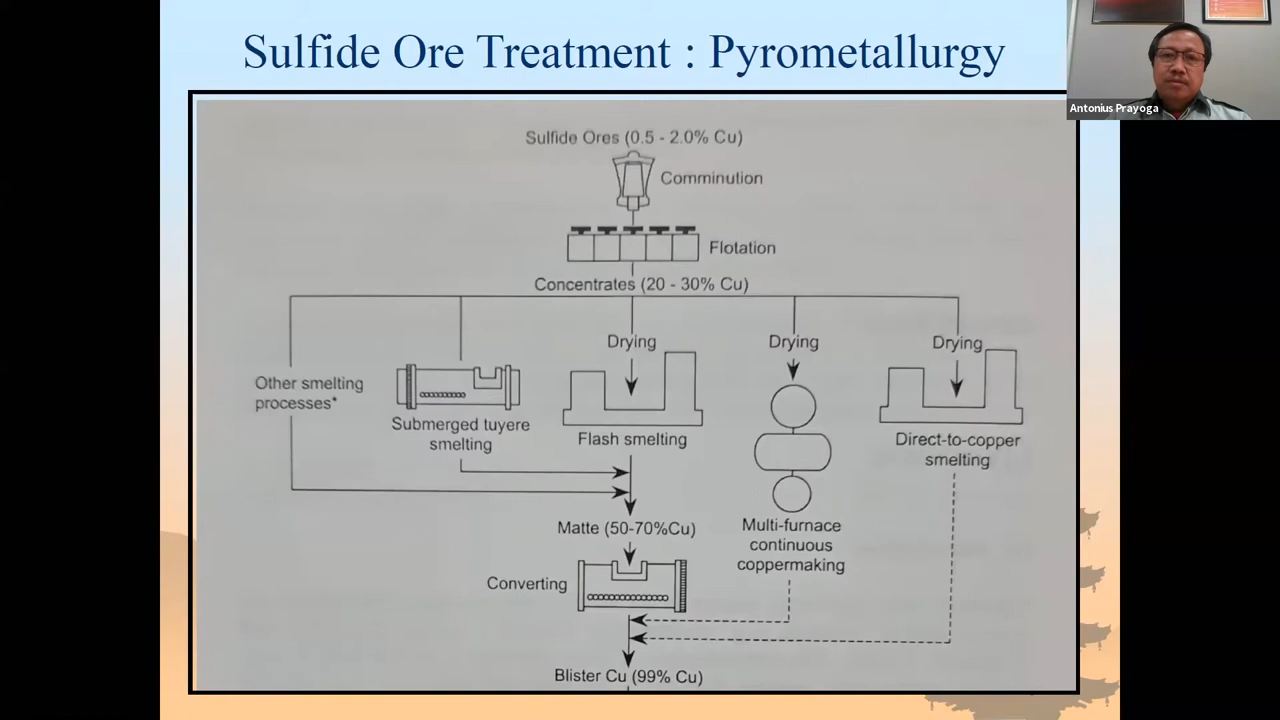 Sulfide Ore Treatment : Pyrometallurgy
Antonius Prayoga
Sulfide Ores (0.5 - 2.0% Cu)
Comminution
Flotation
Concentrates (20 - 30% Cu)
Drying
Drying
Drying
Other smelting
processes*
Submerged tuyere
smelting
Flash smelting
Direct-to-copper
smelting
Matte (50-70%Cu)
Multi-furnace
continuous
coppermaking
Converting
Blister Cu (99% Cu)